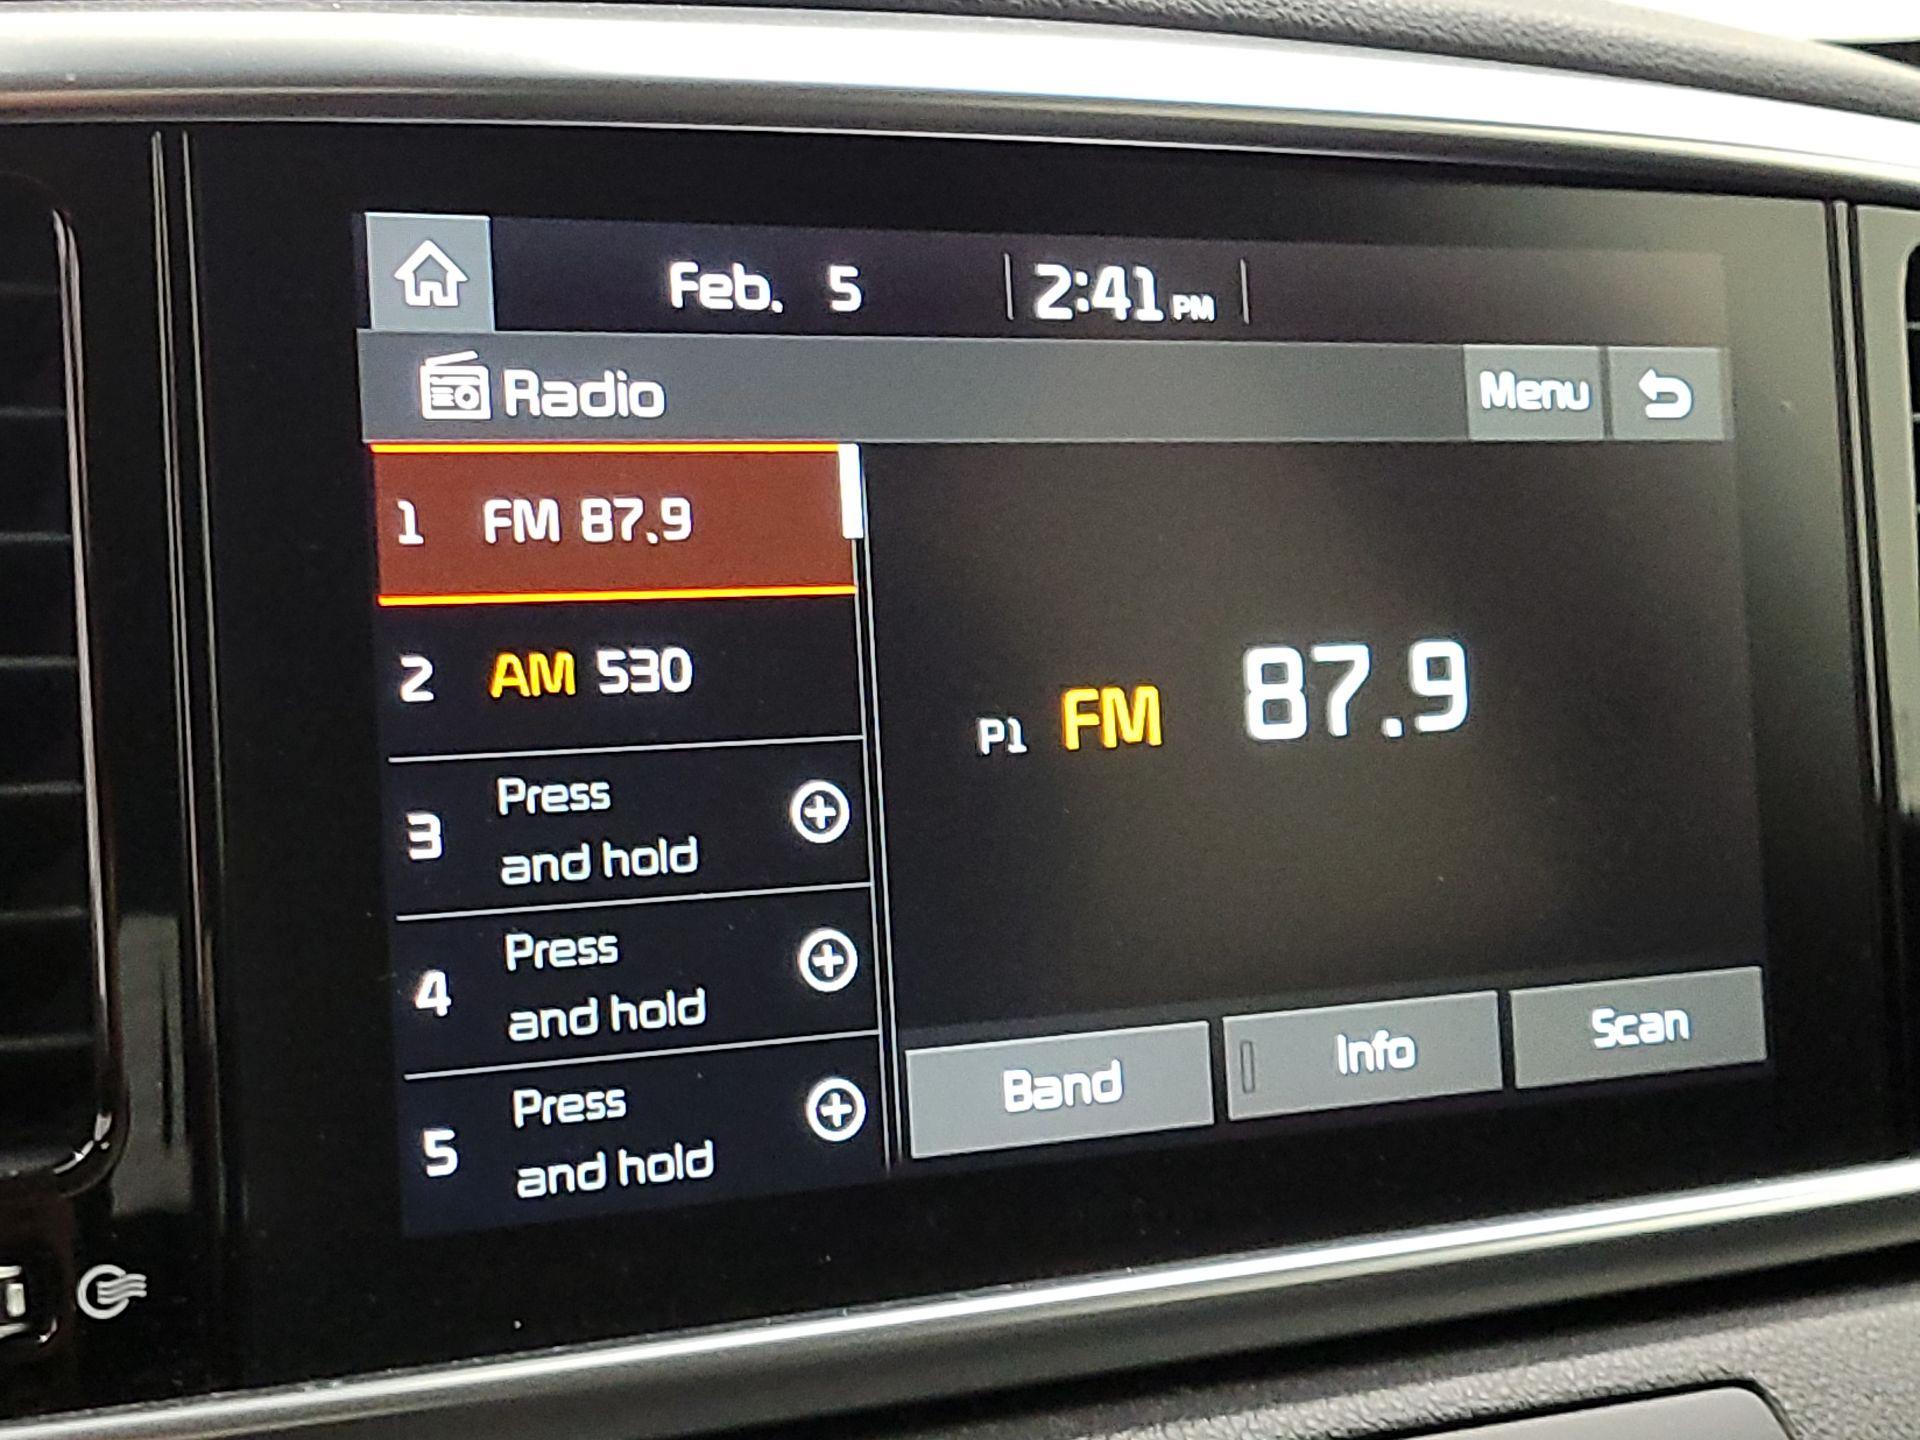 Feb. 5 2:41 PM
Radio
Menu
1 FM 87.9
2 AM 530
3 Press
and hold
4 Press
and hold
5 Press
and hold
P1 FM 87.9
Band
Info
Scan